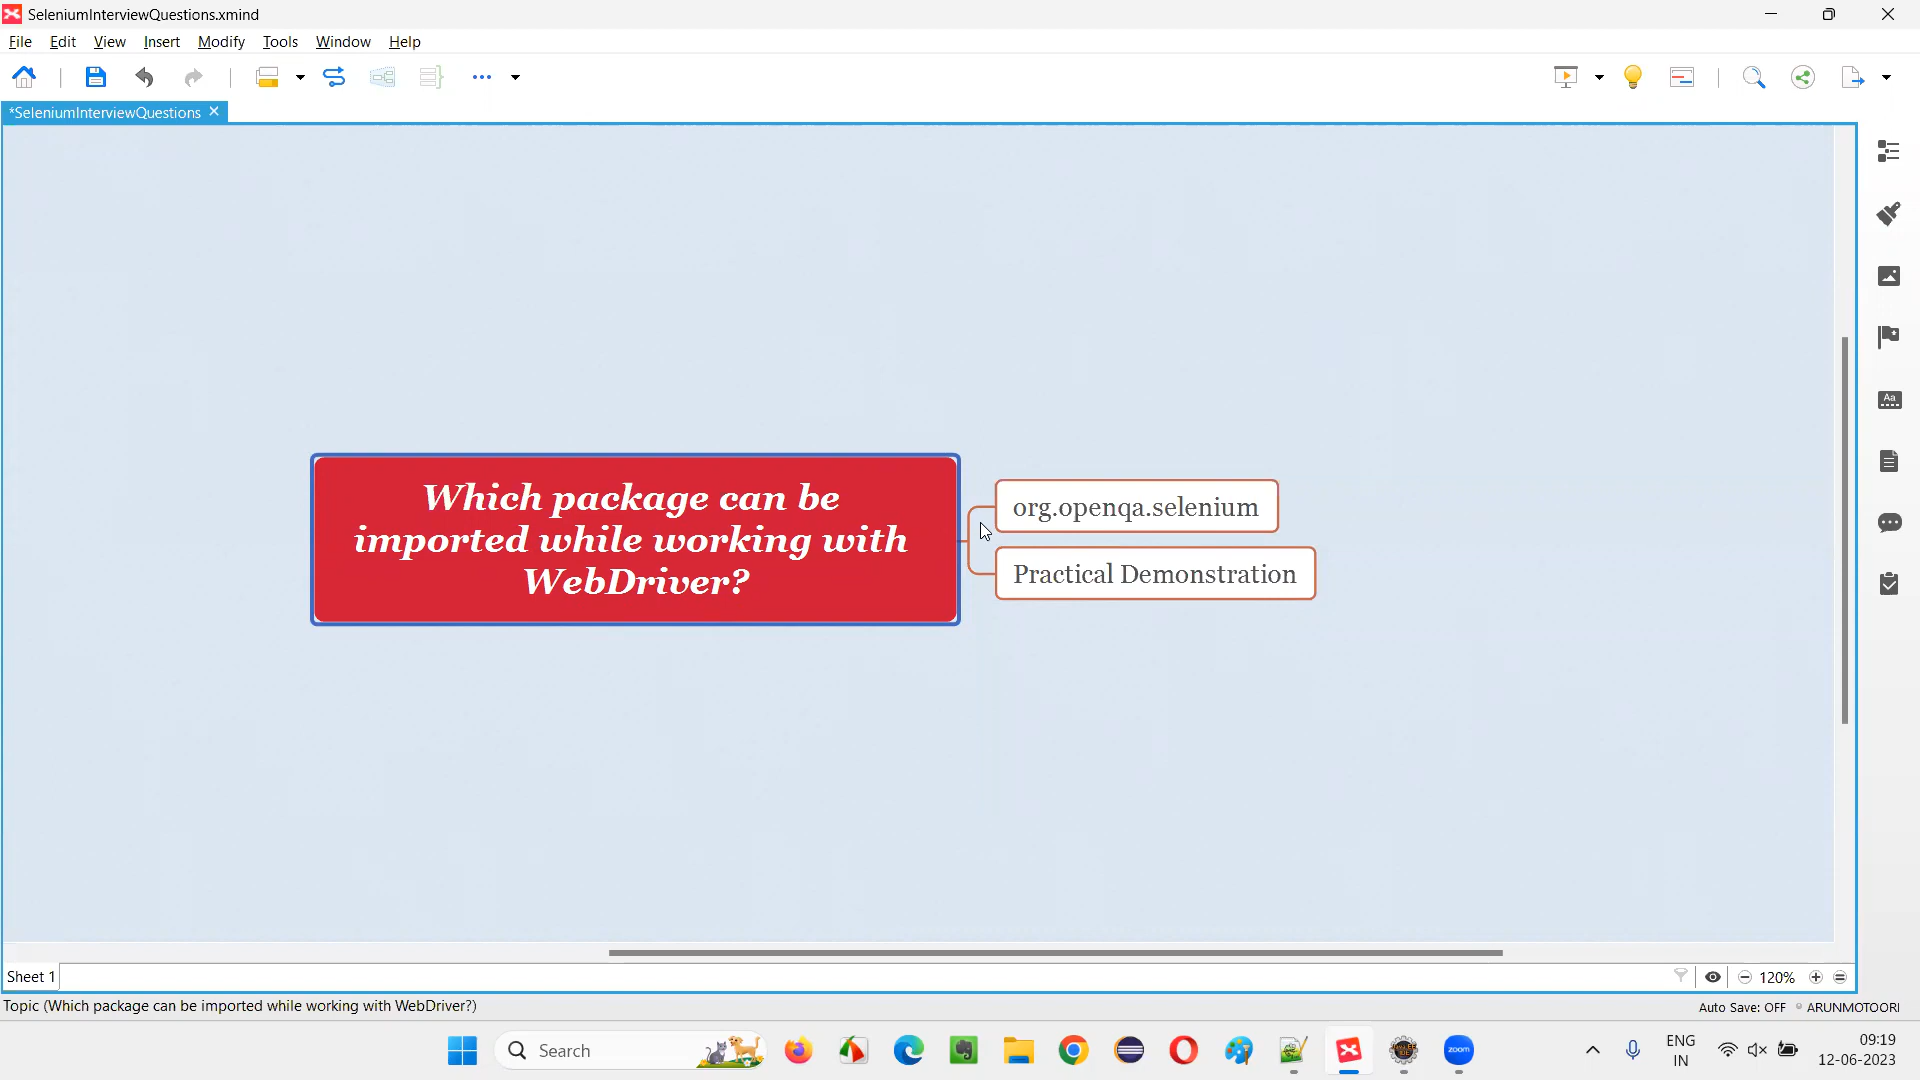 SeleniumInterviewQuestions.xmind
File Edit View Insert Modify Tools Window Help
*SeleniumInterviewQuestions
Which package can be
imported while working with
WebDriver?
org.openqa.selenium
Practical Demonstration
Aa
Sheet 1
120%
Topic (Which package can be imported while working with WebDriver?)
Auto Save: OFF
ARUNMOTOORI
Search
zoom
ENG
IN
09:19
12-06-2023